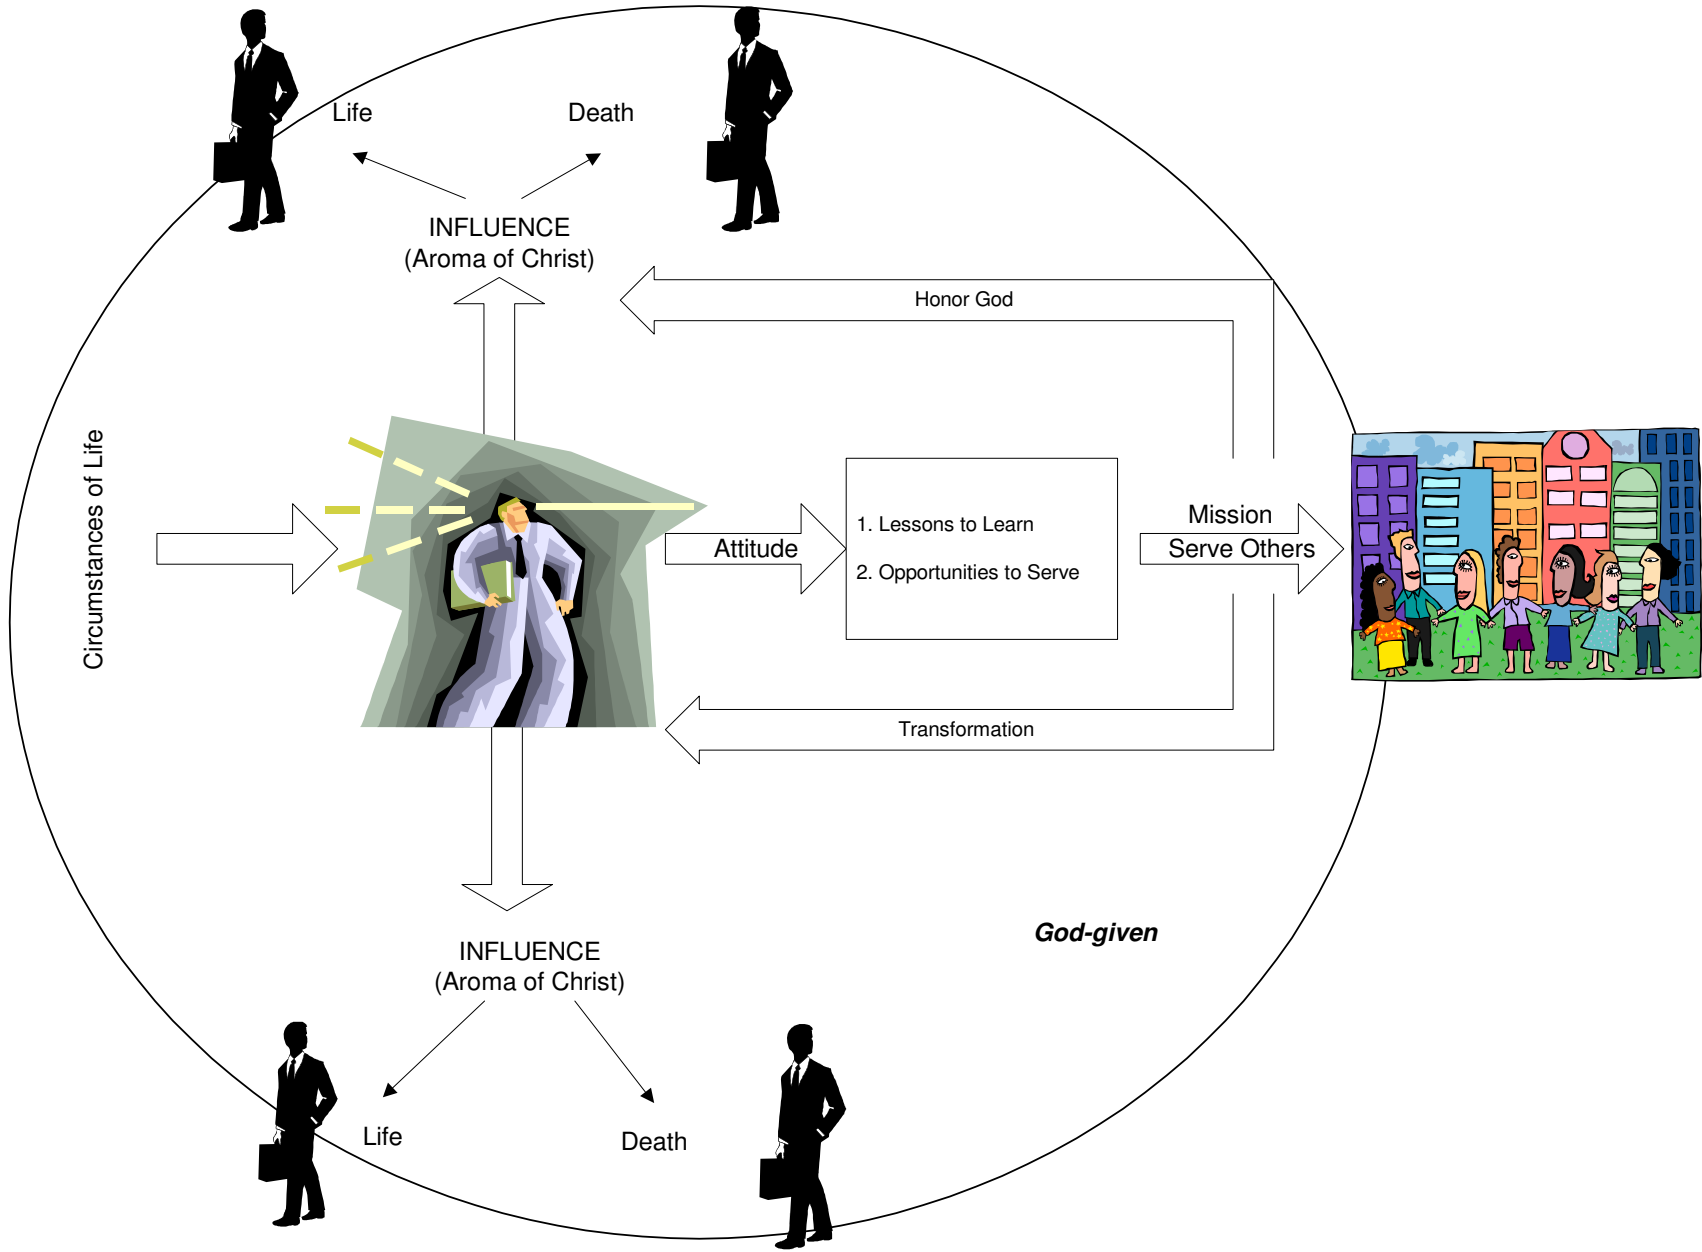 Life
Death
INFLUENCE
(Aroma of Christ)
Honor God
Circumstances of Life
Attitude
1. Lessons to Learn
2. Opportunities to Serve
Mission
Serve Others
Transformation
God-given
INFLUENCE
(Aroma of Christ)
Life
Death